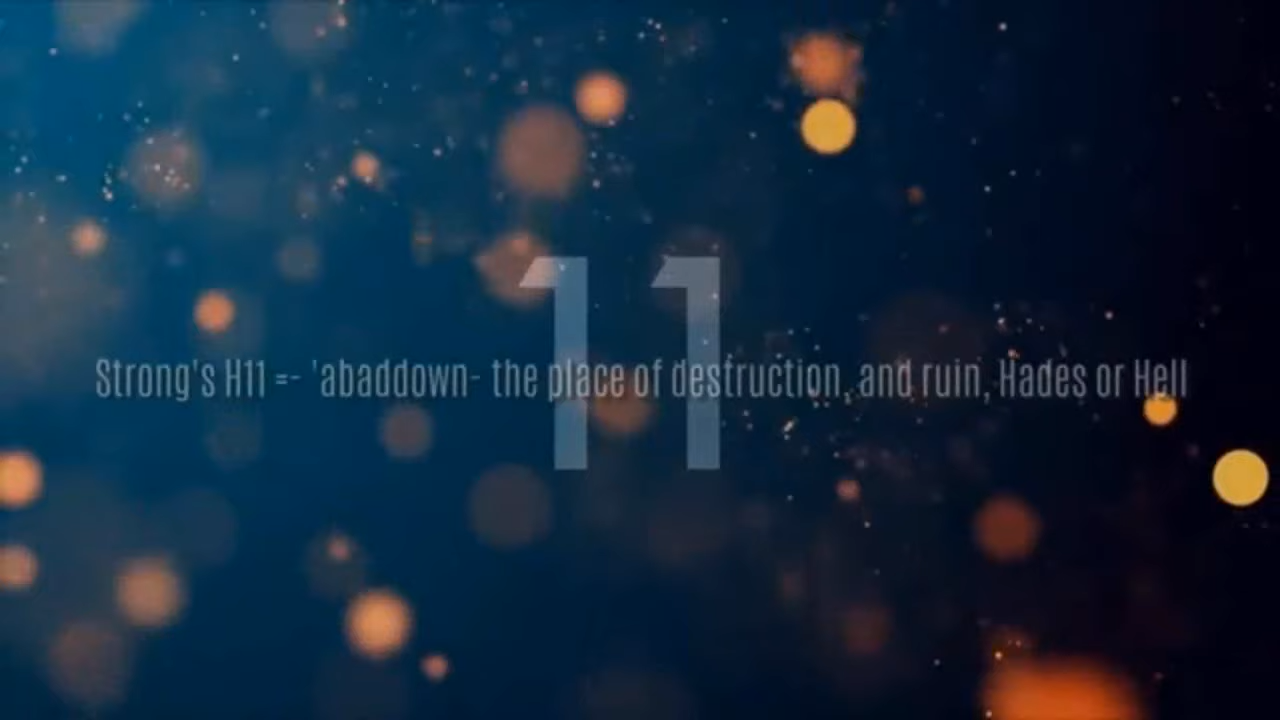 11
Strong's H11 =- 'abaddown- the place of destruction, and ruin, Hades or Hell